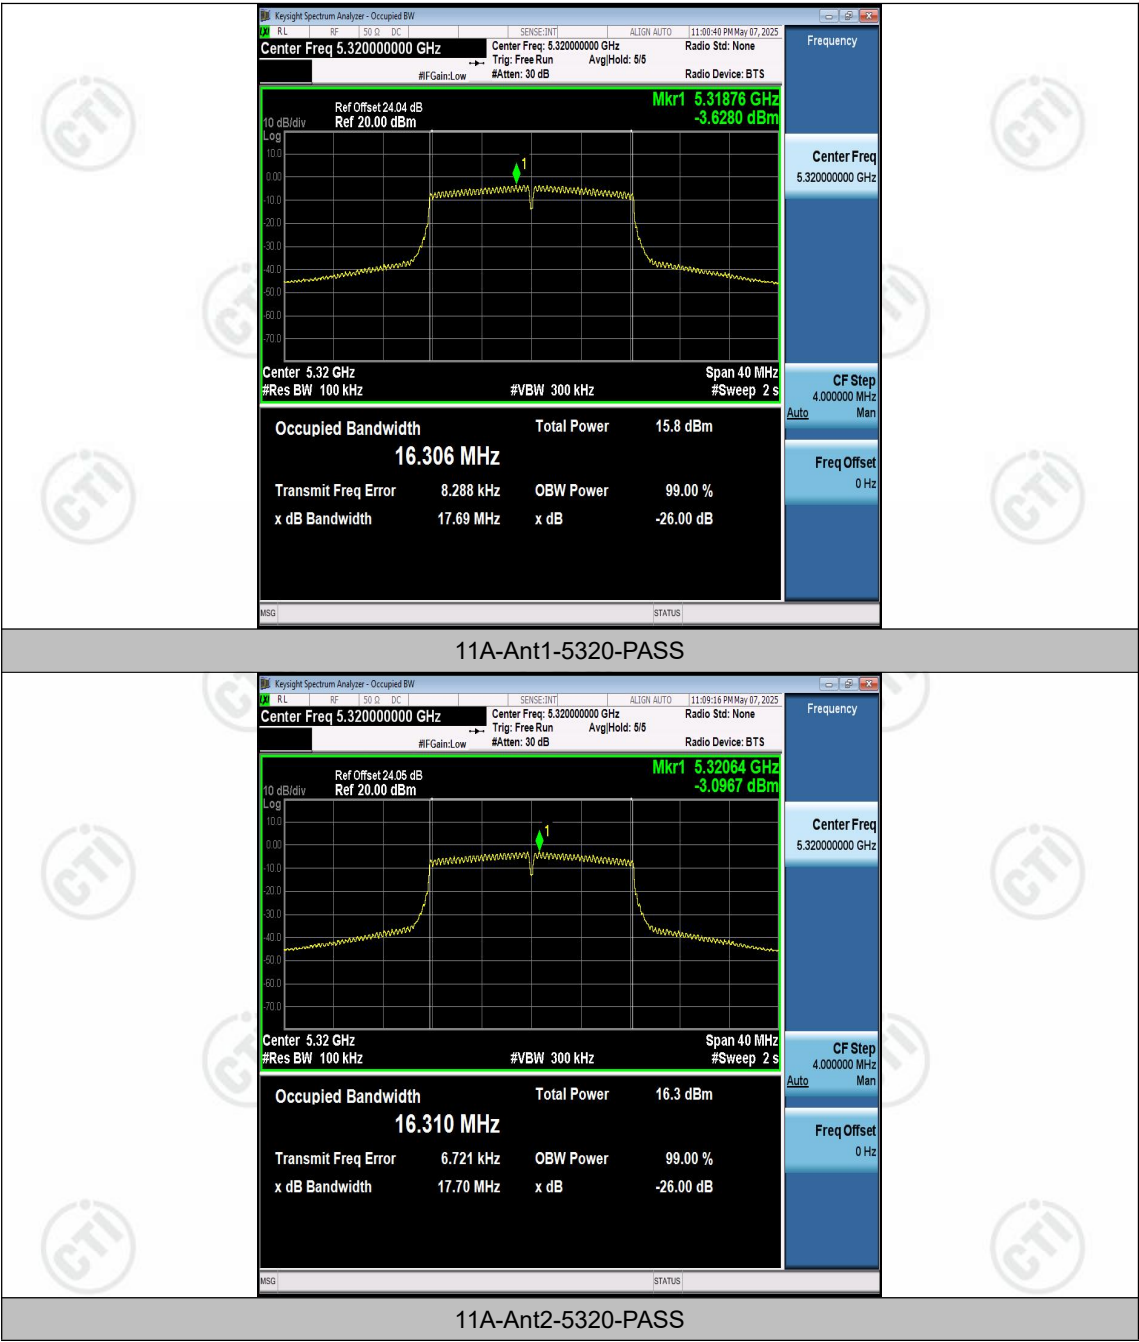 Keysight Spectrum Analyzer - Occupied BW
RL RF 50 Ω DC SENSE:INT ALIGN AUTO 11:00:40 PM May 07, 2025
Center Freq 5.320000000 GHz
Center Freq: 5.320000000 GHz
Radio Std: None
Trig: Free Run Avg|Hold: 5/5
#IFGain:Low
#Atten: 30 dB
Radio Device: BTS
Frequency
Mkr1 5.31876 GHz
-3.6280 dBm
Ref Offset 24.04 dB
10 dB/div Ref 20.00 dBm
Log
10.0
0.00
-10.0
-20.0
-30.0
-40.0
-50.0
-60.0
-70.0
1
Center 5.32 GHz
Span 40 MHz
#Res BW 100 kHz
#VBW 300 kHz
#Sweep 2 s
Center Freq
5.320000000 GHz
CF Step
4.000000 MHz
Auto Man
Freq Offset
0 Hz
Occupied Bandwidth
Total Power 15.8 dBm
16.306 MHz
Transmit Freq Error 8.288 kHz OBW Power 99.00 %
x dB Bandwidth 17.69 MHz x dB -26.00 dB
MSG STATUS
11A-Ant1-5320-PASS
Keysight Spectrum Analyzer - Occupied BW
RL RF 50 Ω DC SENSE:INT ALIGN AUTO 11:09:16 PM May 07, 2025
Center Freq 5.320000000 GHz
Center Freq: 5.320000000 GHz
Radio Std: None
Trig: Free Run Avg|Hold: 5/5
#IFGain:Low
#Atten: 30 dB
Radio Device: BTS
Frequency
Mkr1 5.32064 GHz
-3.0967 dBm
Ref Offset 24.05 dB
10 dB/div Ref 20.00 dBm
Log
10.0
0.00
-10.0
-20.0
-30.0
-40.0
-50.0
-60.0
-70.0
1
Center 5.32 GHz
Span 40 MHz
#Res BW 100 kHz
#VBW 300 kHz
#Sweep 2 s
Center Freq
5.320000000 GHz
CF Step
4.000000 MHz
Auto Man
Freq Offset
0 Hz
Occupied Bandwidth
Total Power 16.3 dBm
16.310 MHz
Transmit Freq Error 6.721 kHz OBW Power 99.00 %
x dB Bandwidth 17.70 MHz x dB -26.00 dB
MSG STATUS
11A-Ant2-5320-PASS
CTI
CTI
CTI
CTI
CTI
CTI
CTI
CTI
CTI
CTI
CTI
CTI